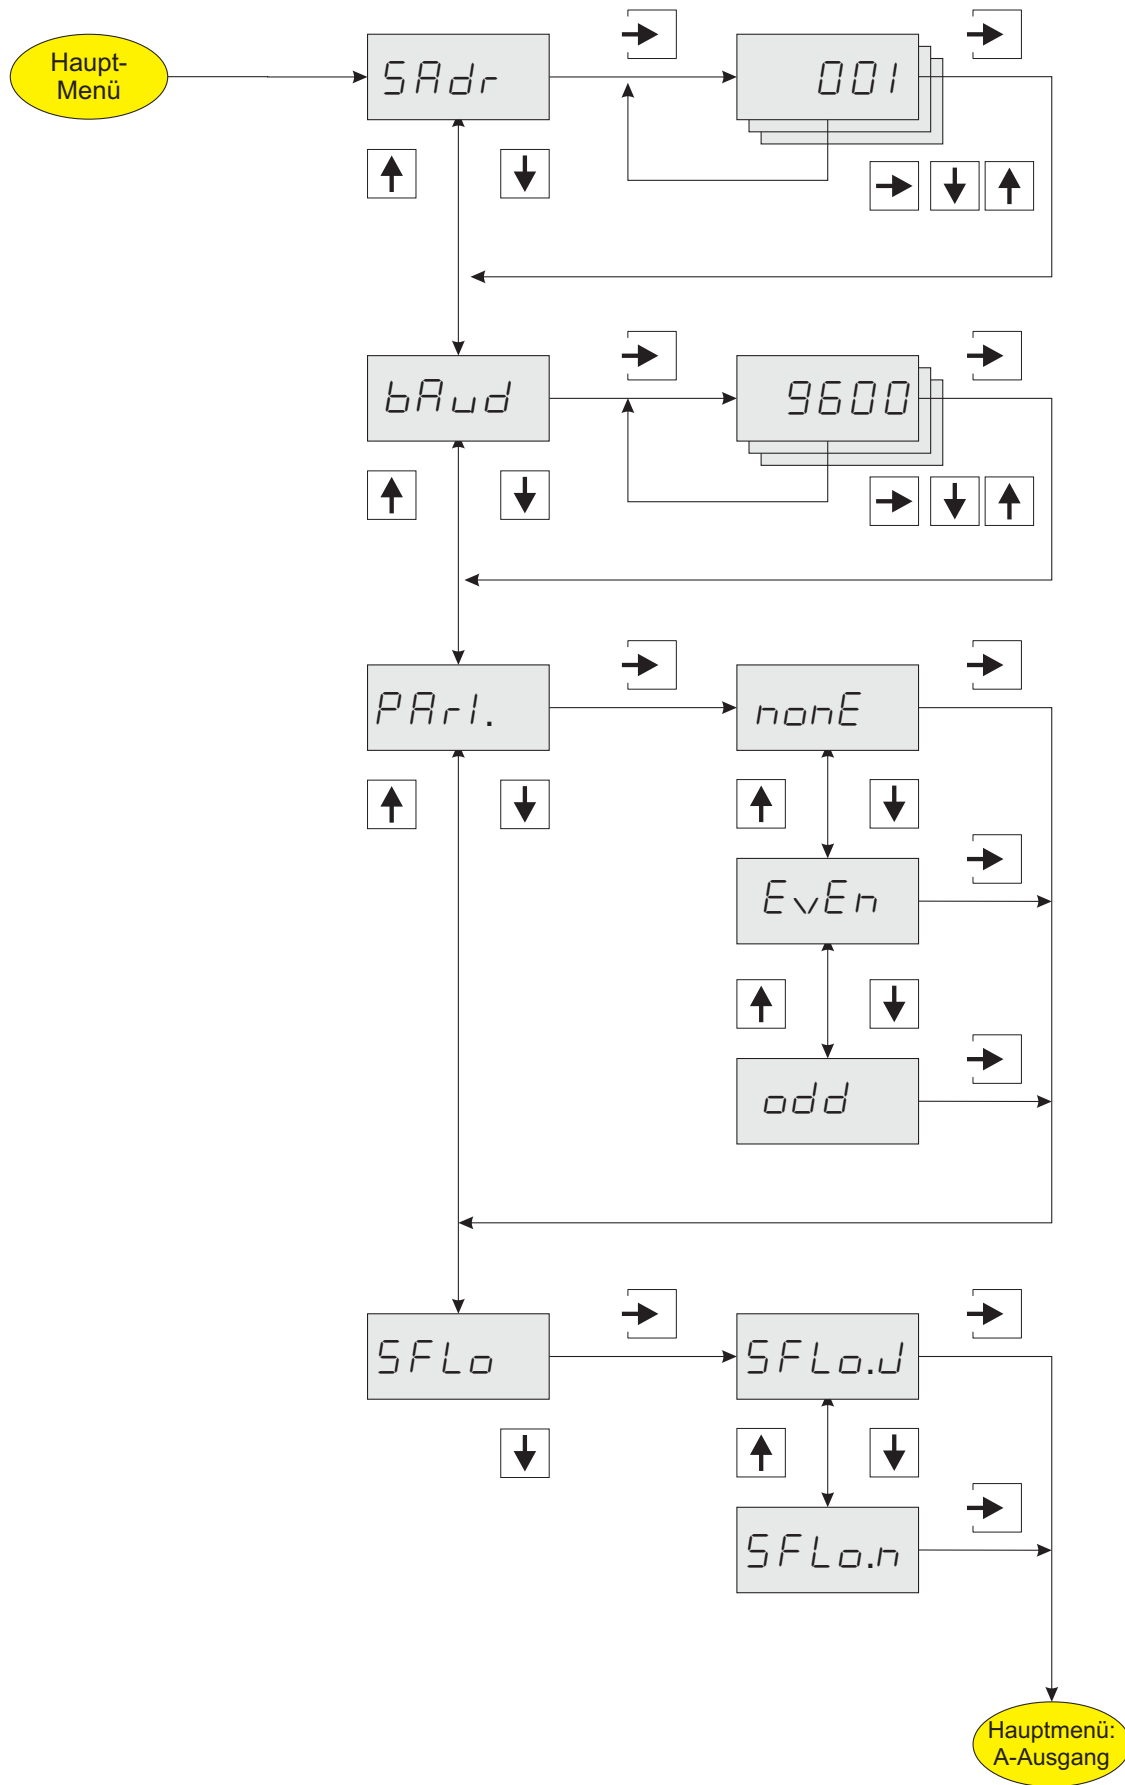 Haupt-
Menü
SAdr
001
bAud
9600
PArI.
nonE
EvEn
odd
SFLo
SFLo.J
SFLo.n
Hauptmenü:
A-Ausgang